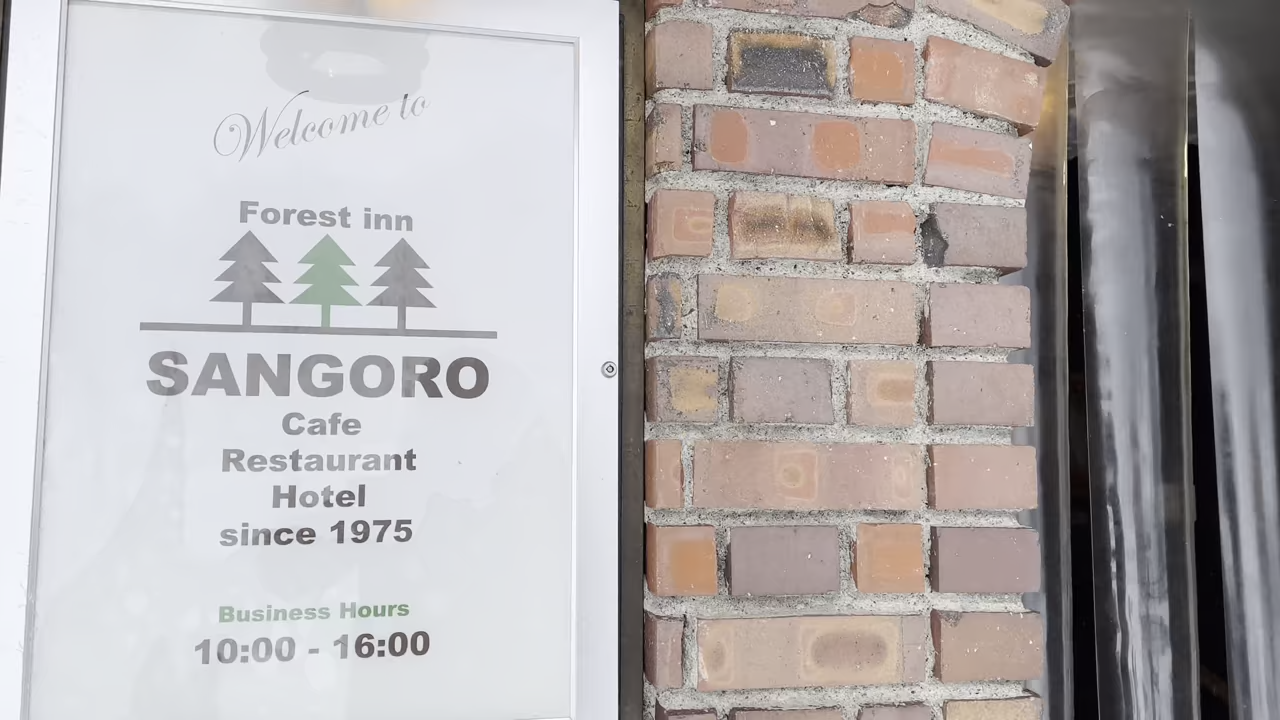 Welcome to
Forest inn
SANGORO
Cafe
Restaurant
Hotel
since 1975
Business Hours
10:00 - 16:00